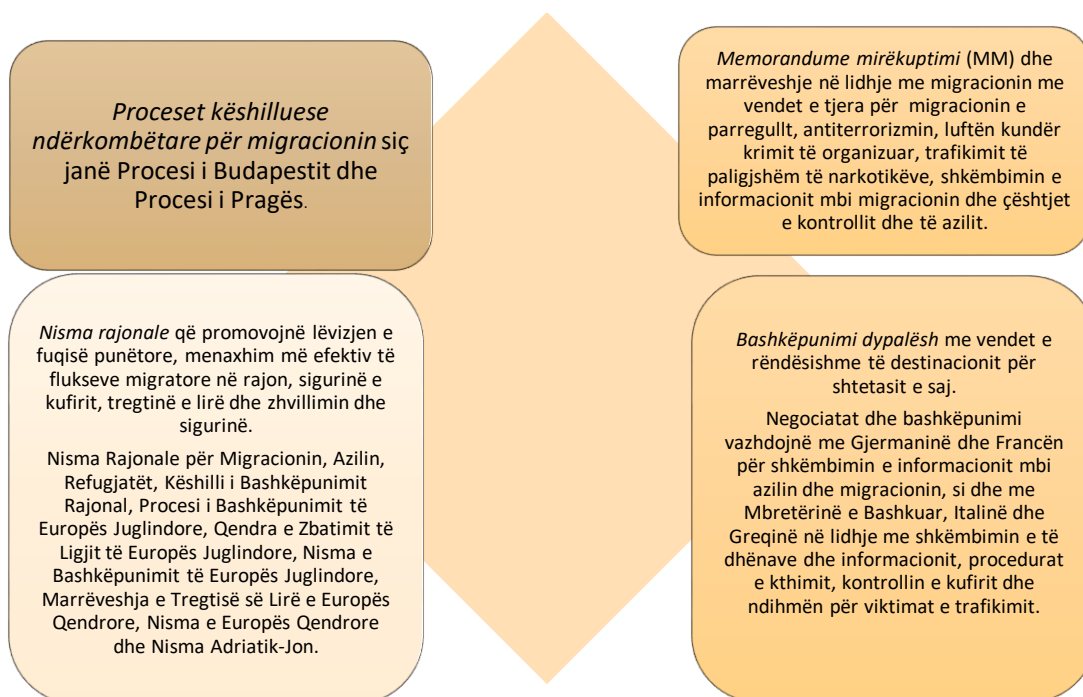 Proceset këshilluese
ndërkombëtare për migracionin siç
janë Procesi i Budapestit dhe
Procesi i Pragës.
Memorandume mirëkuptimi (MM) dhe
marrëveshje në lidhje me migracionin me
vendet e tjera për migracionin e
parregullt, antiterrorizmin, luftën kundër
krimit të organizuar, trafikimit të
paligjshëm të narkotikëve, shkëmbimin e
informacionit mbi migracionin dhe çështjet
e kontrollit dhe të azilit.
Nisma rajonale që promovojnë lëvizjen e
fuqisë punëtore, menaxhim më efektiv të
flukseve migratore në rajon, sigurinë e
kufirit, tregtinë e lirë dhe zhvillimin dhe
sigurinë.
Nisma Rajonale për Migracionin, Azilin,
Refugjatët, Këshilli i Bashkëpunimit
Rajonal, Procesi i Bashkëpunimit të
Europës Juglindore, Qendra e Zbatimit të
Ligjit të Europës Juglindore, Nisma e
Bashkëpunimit të Europës Juglindore,
Marrëveshja e Tregtisë së Lirë e Europës
Qendrore, Nisma e Europës Qendrore
dhe Nisma Adriatik-Jon.
Bashkëpunimi dypalësh me vendet e
rëndësishme të destinacionit për
shtetasit e saj.
Negociatat dhe bashkëpunimi
vazhdojnë me Gjermaninë dhe Francën
për shkëmbimin e informacionit mbi
azilin dhe migracionin, si dhe me
Mbretërinë e Bashkuar, Italinë dhe
Greqinë në lidhje me shkëmbimin e të
dhënave dhe informacionit, procedurat
e kthimit, kontrollin e kufirit dhe
ndihmën për viktimat e trafikimit.